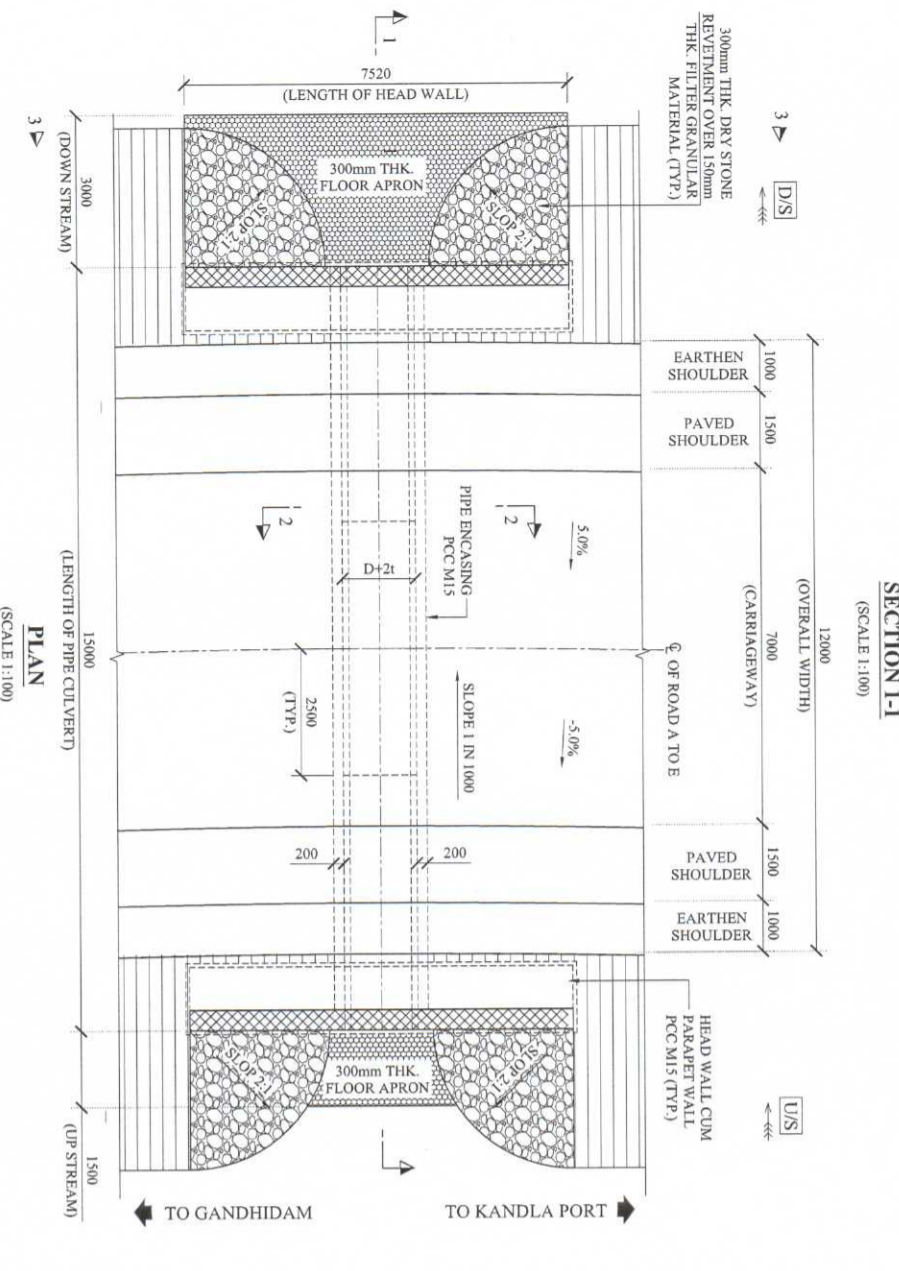 SECTION 1-1
(SCALE 1:100)
1
7520
(LENGTH OF HEAD WALL)
300mm THK. DRY STONE
REVETMENT OVER 150mm
THK. FILTER GRANULAR
MATERIAL (TYP.)
3
D/S
3
3000
(DOWN STREAM)
300mm THK.
FLOOR APRON
SLOP 2:1
SLOP 2:1
EARTHEN
SHOULDER
1000
PAVED
SHOULDER
1500
12000
(OVERALL WIDTH)
7000
(CARRIAGEWAY)
2
2
PIPE ENCASING
PCC M15
5.0%
D+2t
15000
(LENGTH OF PIPE CULVERT)
℄ OF ROAD A TO E
2500
(TYP.)
SLOPE 1 IN 1000
-5.0%
200
200
PAVED
SHOULDER
1500
EARTHEN
SHOULDER
1000
HEAD WALL CUM
PARAPET WALL
PCC M15 (TYP.)
U/S
300mm THK.
FLOOR APRON
SLOP 2:1
SLOP 2:1
1500
(UP STREAM)
TO GANDHIDAM
TO KANDLA PORT
PLAN
(SCALE 1:100)